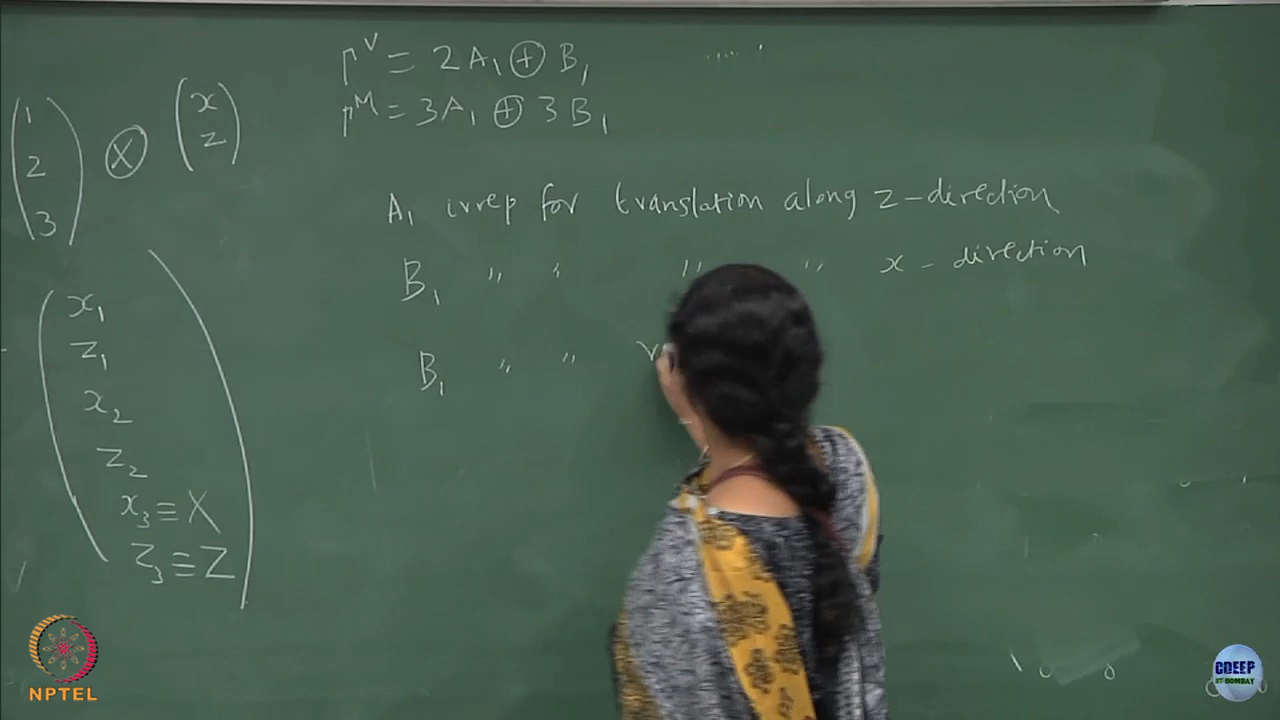 Γ^V = 2A₁ ⊕ B₁
Γ^M = 3A₁ ⊕ 3B₁
(1 2 3) ⊗ (x z)
A₁ irrep for translation along z-direction
B₁ " " " " x-direction
B₁ " "
x₁
z₁
x₂
z₂
x₃ ≡ X
z₃ ≡ Z
NPTEL
CDEEP
IIT BOMBAY